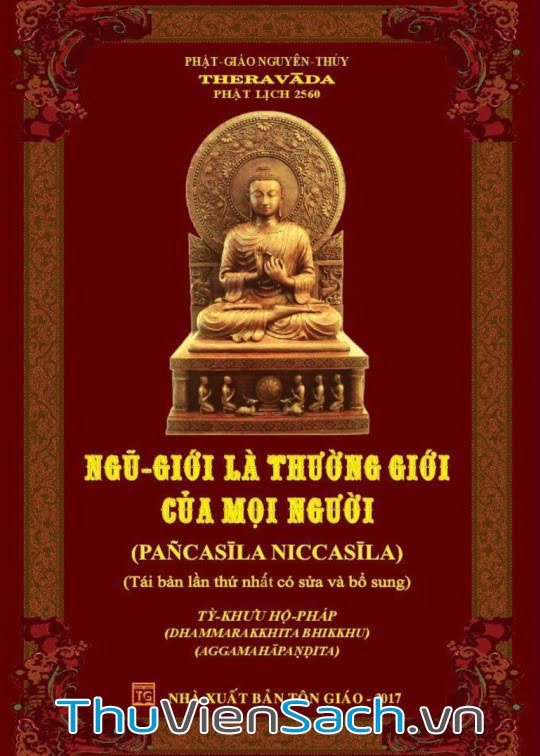 PHẬT-GIÁO NGUYÊN-THỦY
THERAVĀDA
PHẬT LỊCH 2560
NGŨ-GIỚI LÀ THƯỜNG GIỚI
CỦA MỌI NGƯỜI
(PAÑCASĪLA NICCASĪLA)
(Tái bản lần thứ nhất có sửa và bổ sung)
TỲ-KHƯU HỘ-PHÁP
(DHAMMARAKKHITA BHIKKHU)
(AGGAMAHĀPAṆḌITA)
TG NHÀ XUẤT BẢN TÔN GIÁO - 2017
ThuVienSach.vn